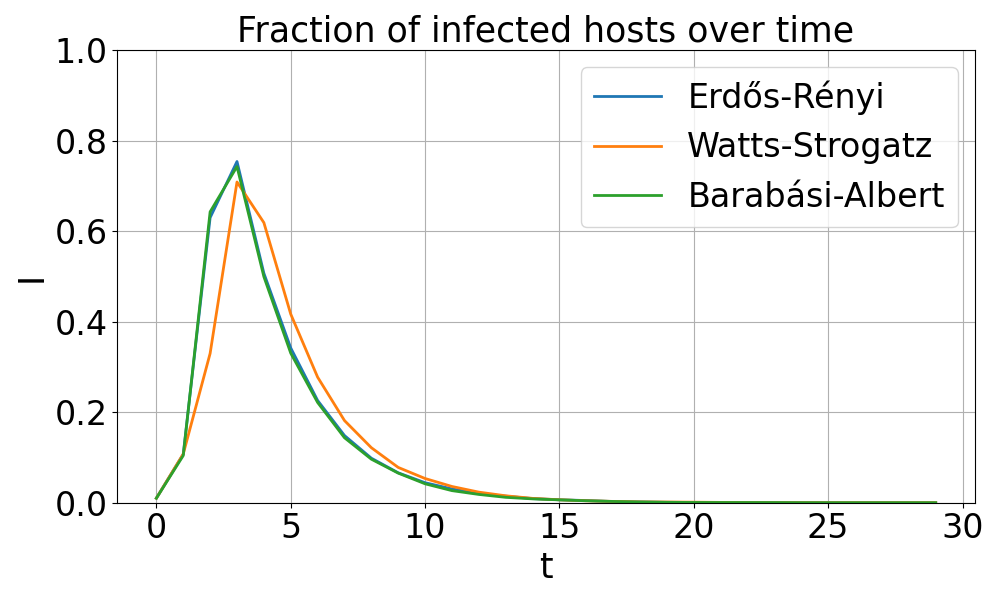 Fraction of infected hosts over time
1.0
0.8
0.6
0.4
0.2
0.0
I
Erdős-Rényi
Watts-Strogatz
Barabási-Albert
0 5 10 15 20 25 30
t